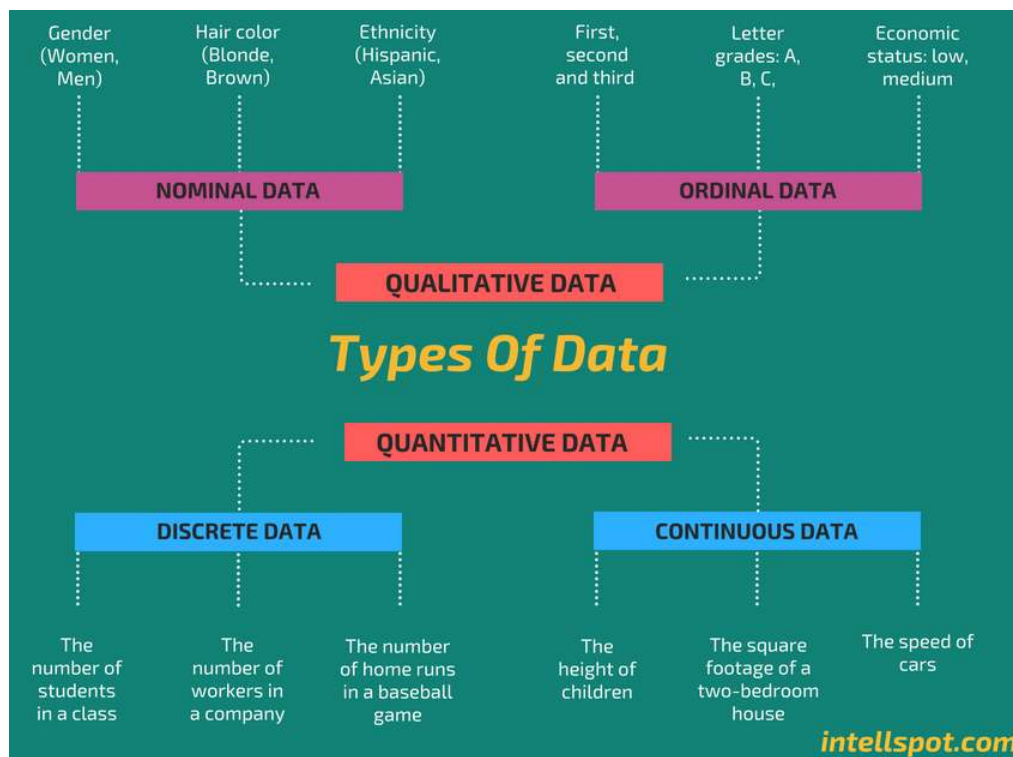 Gender
(Women,
Men)
Hair color
(Blonde,
Brown)
Ethnicity
(Hispanic,
Asian)
First,
second
and third
Letter
grades: A,
B, C,
Economic
status: low,
medium
NOMINAL DATA
ORDINAL DATA
QUALITATIVE DATA
Types Of Data
QUANTITATIVE DATA
DISCRETE DATA
CONTINUOUS DATA
The
number of
students
in a class
The
number of
workers in
a company
The number
of home runs
in a baseball
game
The
height of
children
The square
footage of a
two-bedroom
house
The speed of
cars
intellspot.com